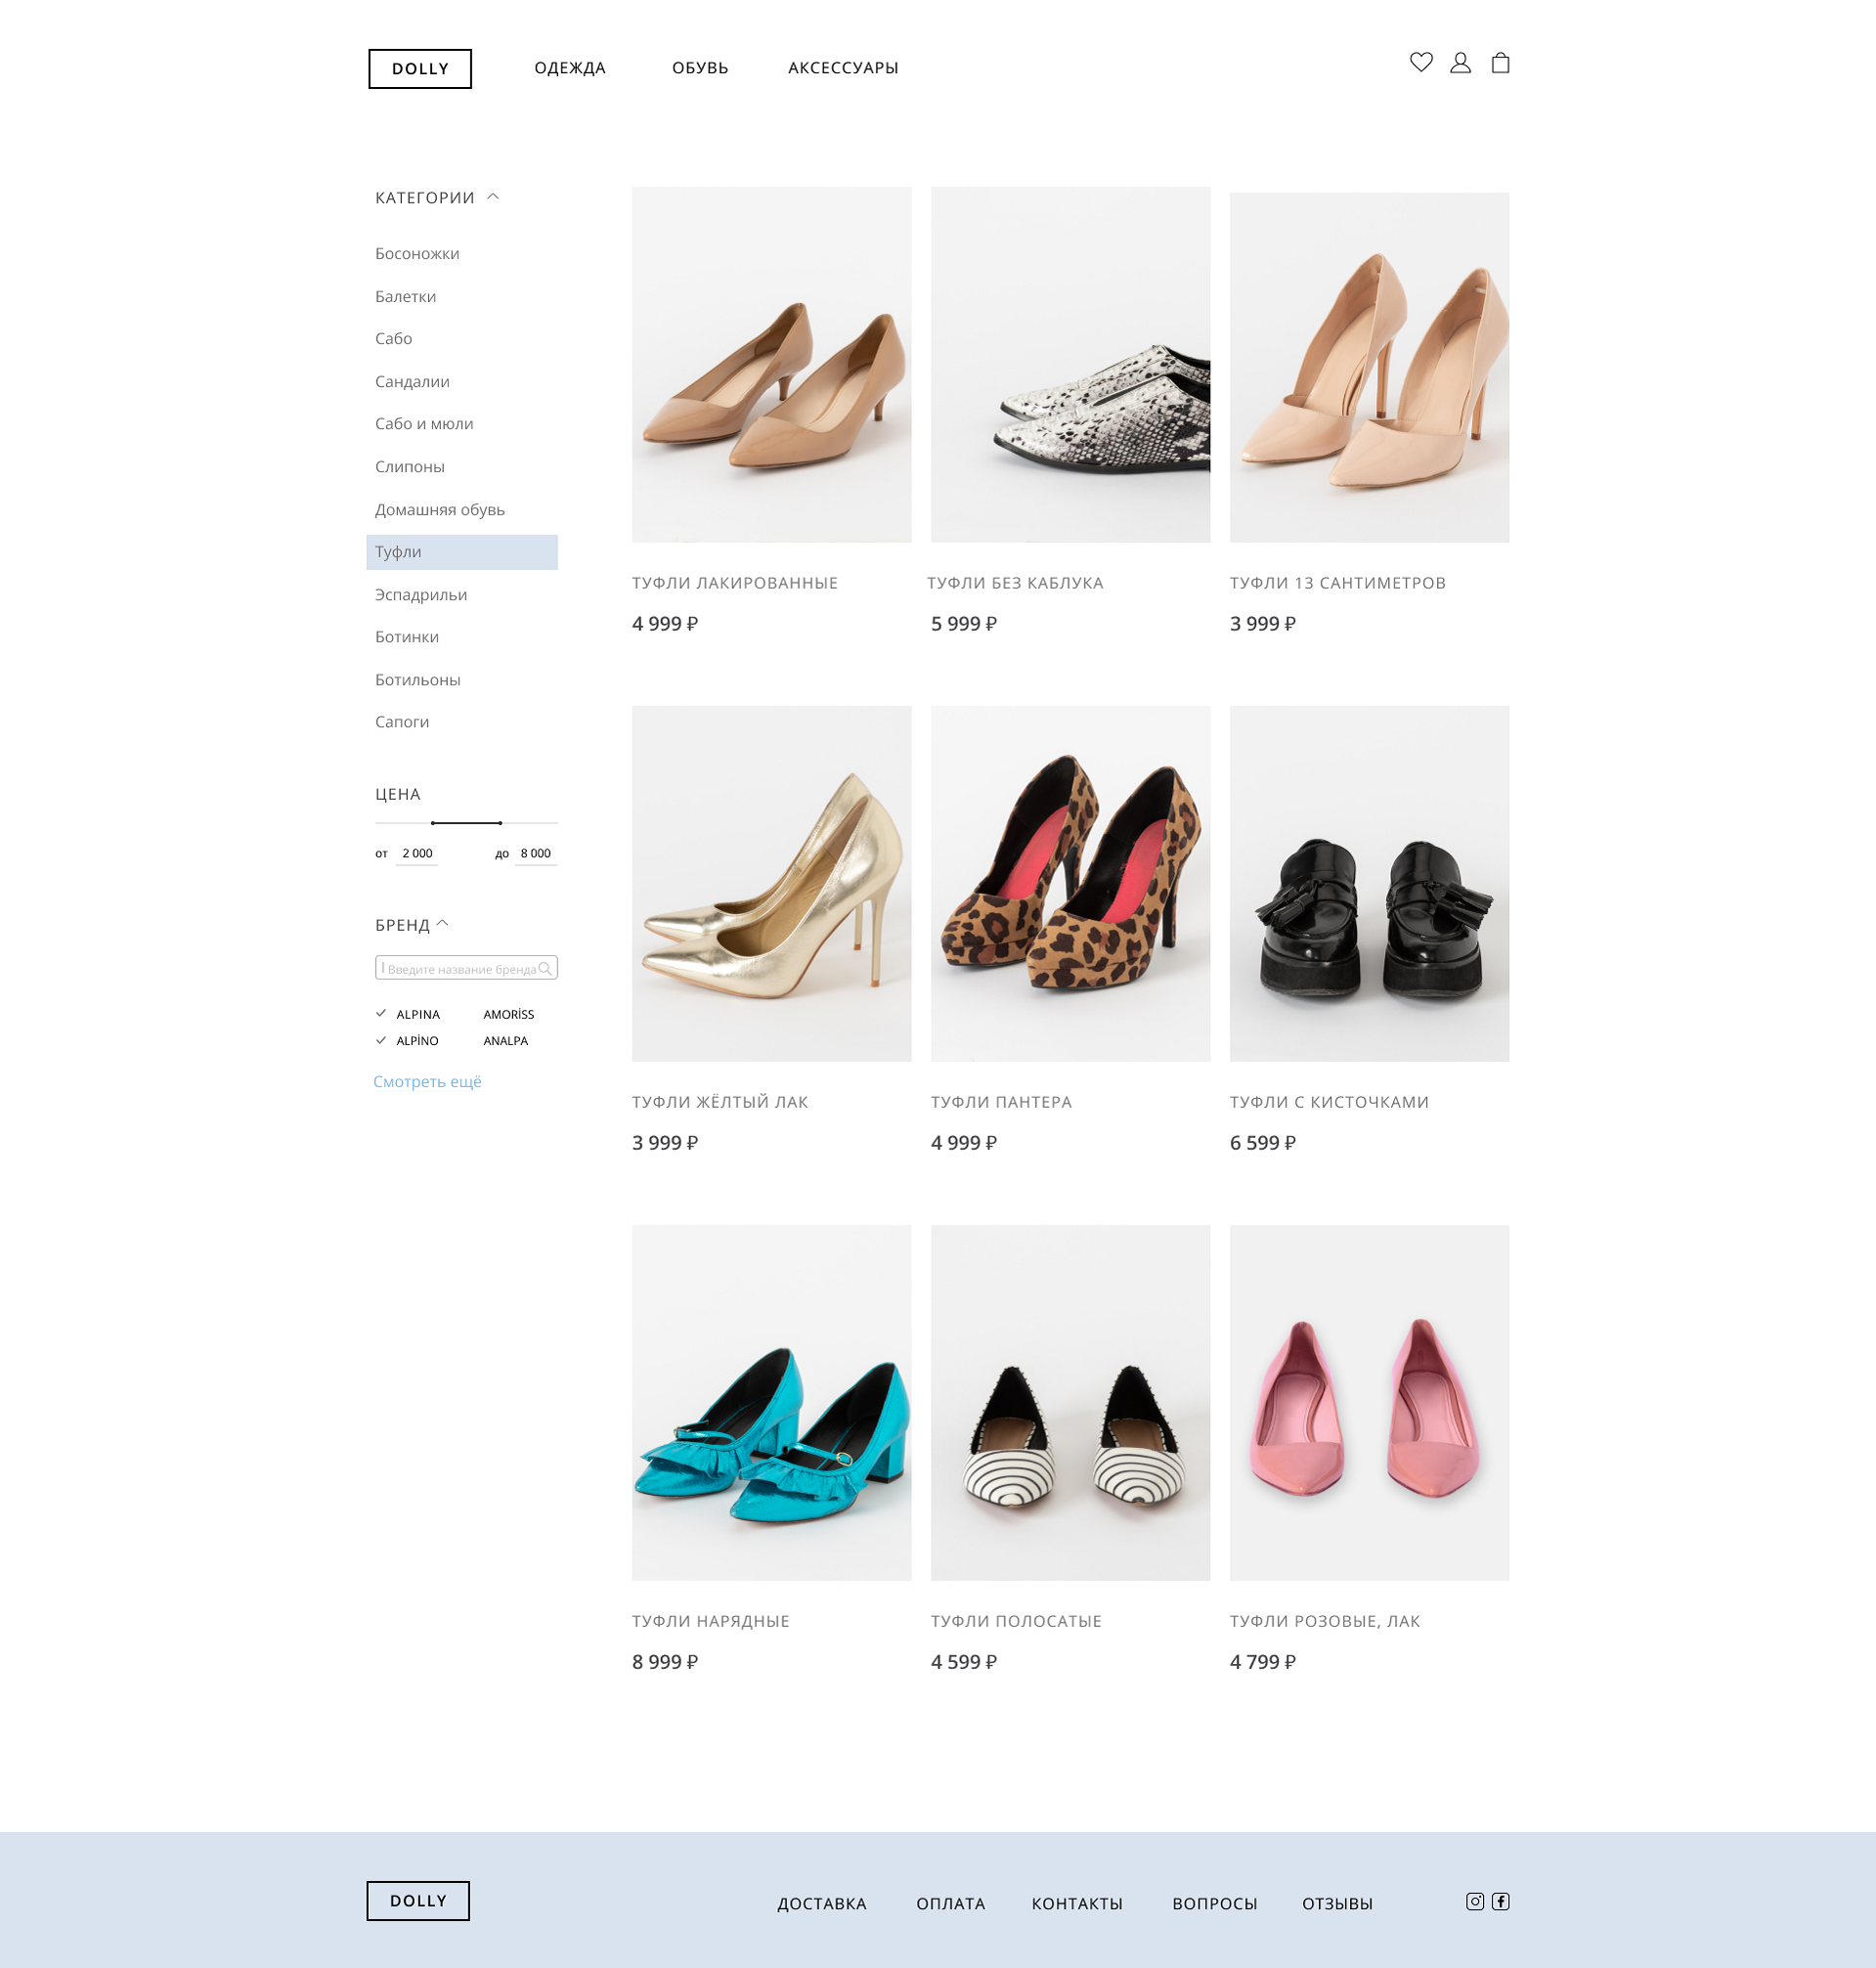 DOLLY
ОДЕЖДА ОБУВЬ АКСЕССУАРЫ
КАТЕГОРИИ
Босоножки
Балетки
Сабо
Сандалии
Сабо и мюли
Слипоны
Домашняя обувь
Туфли
Эспадрильи
Ботинки
Ботильоны
Сапоги
ЦЕНА
от 2 000 до 8 000
БРЕНД
Введите название бренда
ALPINA AMORİSS
ALPİNO ANALPA
Смотреть ещё
ТУФЛИ ЛАКИРОВАННЫЕ
4 999 ₽
ТУФЛИ БЕЗ КАБЛУКА
5 999 ₽
ТУФЛИ 13 САНТИМЕТРОВ
3 999 ₽
ТУФЛИ ЖЁЛТЫЙ ЛАК
3 999 ₽
ТУФЛИ ПАНТЕРА
4 999 ₽
ТУФЛИ С КИСТОЧКАМИ
6 599 ₽
ТУФЛИ НАРЯДНЫЕ
8 999 ₽
ТУФЛИ ПОЛОСАТЫЕ
4 599 ₽
ТУФЛИ РОЗОВЫЕ, ЛАК
4 799 ₽
DOLLY
ДОСТАВКА ОПЛАТА КОНТАКТЫ ВОПРОСЫ ОТЗЫВЫ